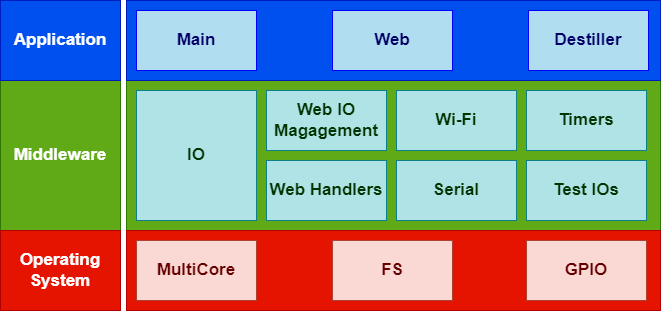 Application
Main
Web
Destiller
Middleware
IO
Web IO
Magagement
Wi-Fi
Timers
Web Handlers
Serial
Test IOs
Operating
System
MultiCore
FS
GPIO